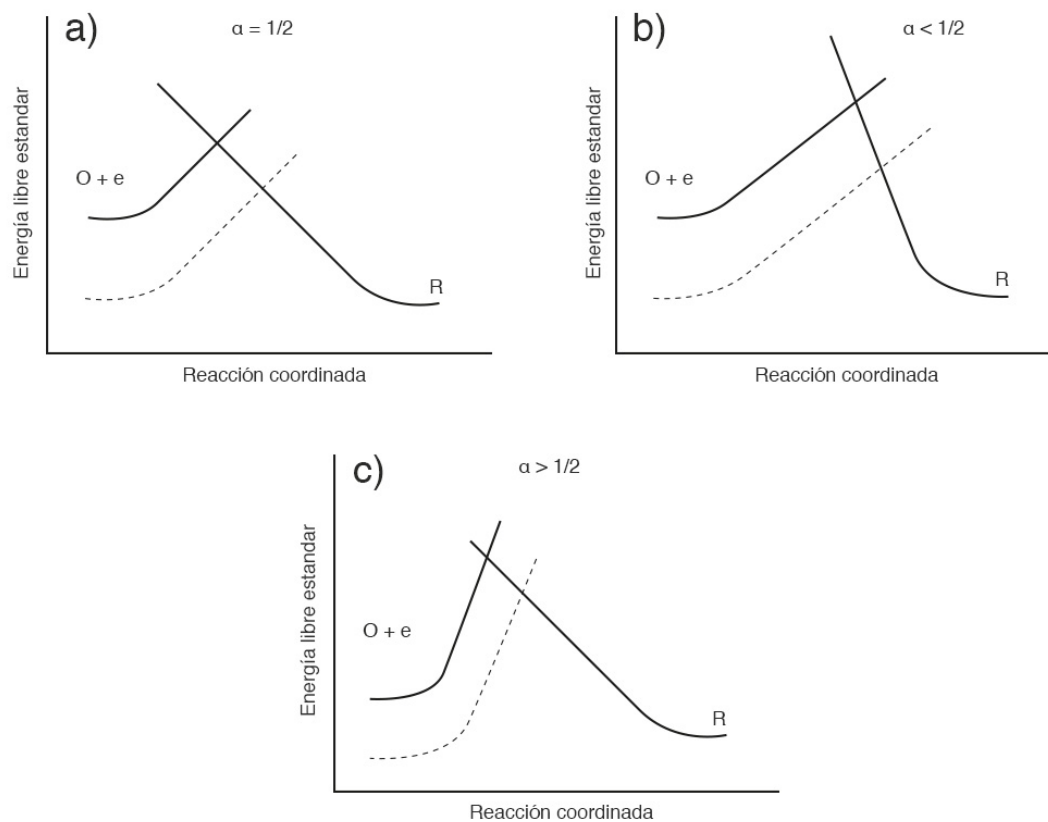 a)
α = 1/2
Energía libre estandar
O + e
R
Reacción coordinada
b)
α < 1/2
Energía libre estandar
O + e
R
Reacción coordinada
c)
α > 1/2
Energía libre estandar
O + e
R
Reacción coordinada